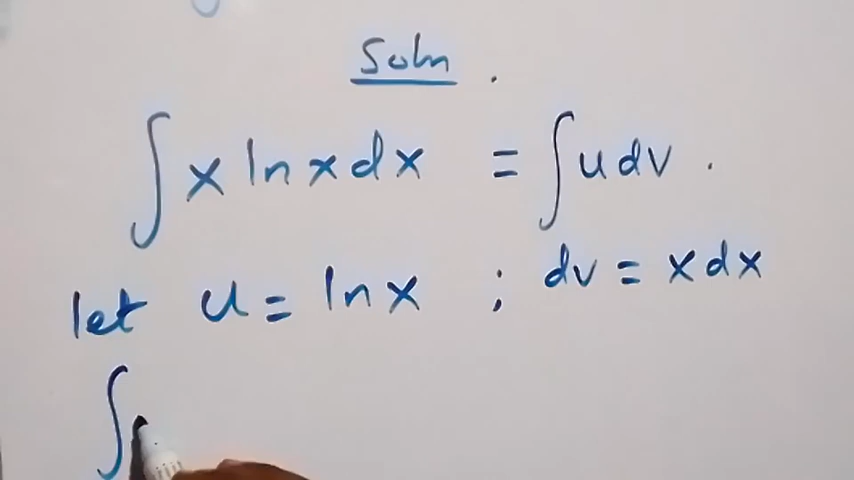 Soln.
∫ x ln x dx = ∫ u dv.
let u = ln x ; dv = x dx
∫